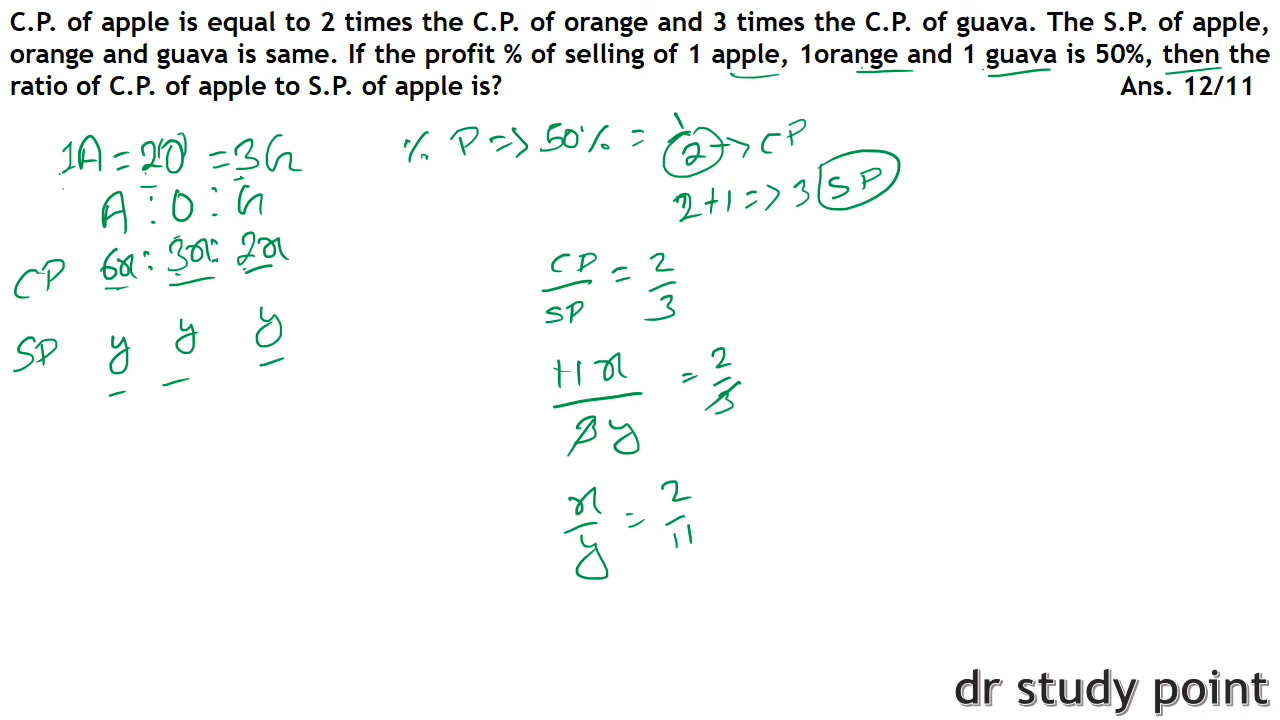 C.P. of apple is equal to 2 times the C.P. of orange and 3 times the C.P. of guava. The S.P. of apple,
orange and guava is same. If the profit % of selling of 1 apple, 1orange and 1 guava is 50%, then the
ratio of C.P. of apple to S.P. of apple is? Ans. 12/11
1A = 2O = 3G
A : O : G
CP 6x : 3x : 2x
SP y y y
% P => 50% = 1/2 -> CP
2+1 => 3 SP
CP/SP = 2/3
11x/3y = 2/3
x/y = 2/11
dr study point